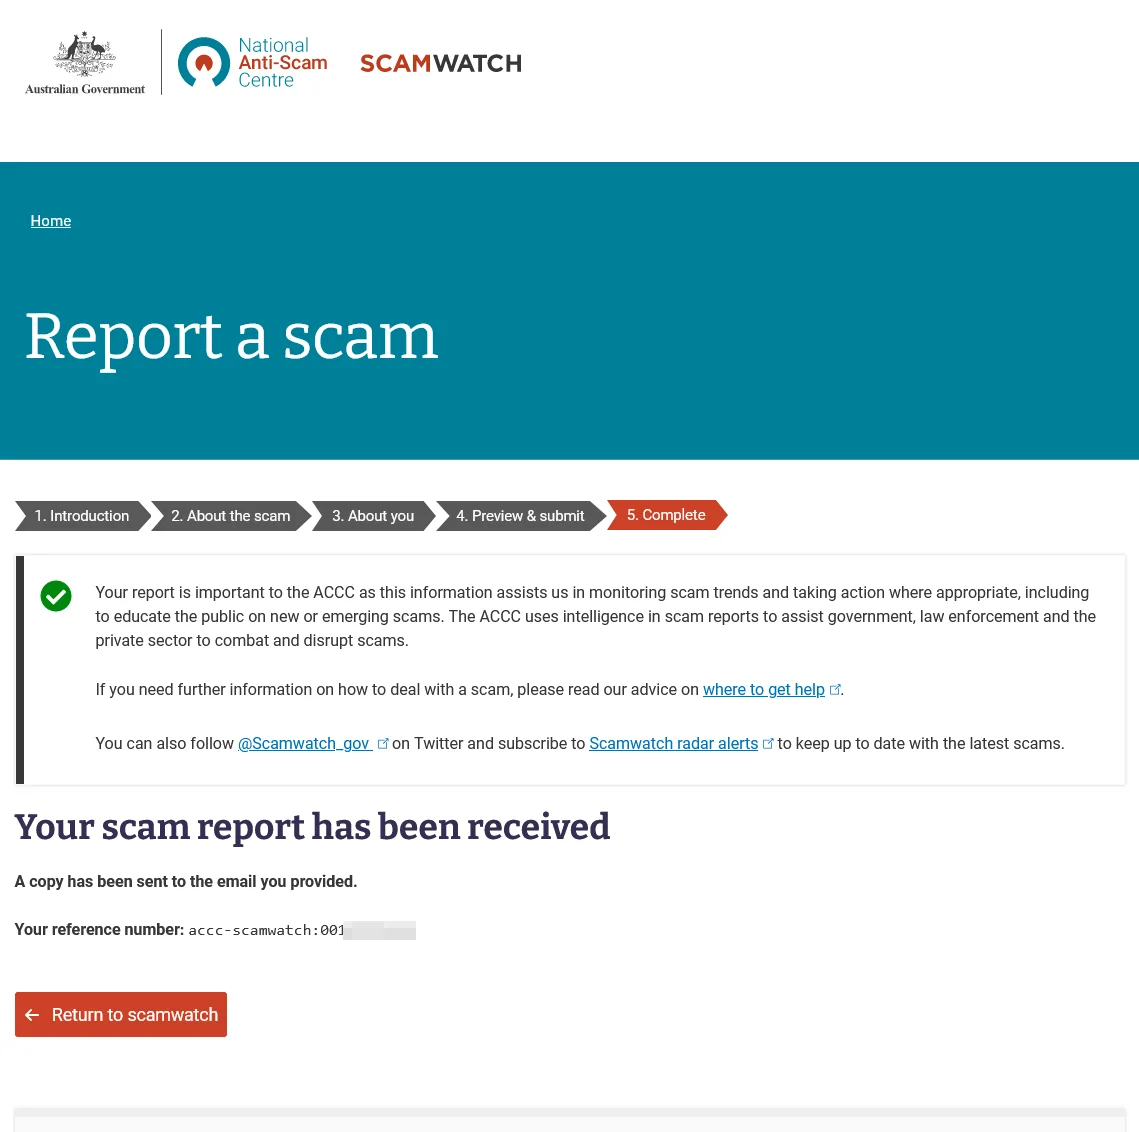 Australian Government
National
Anti-Scam
Centre
SCAMWATCH
Home
Report a scam
1. Introduction
2. About the scam
3. About you
4. Preview & submit
5. Complete
Your report is important to the ACCC as this information assists us in monitoring scam trends and taking action where appropriate, including
to educate the public on new or emerging scams. The ACCC uses intelligence in scam reports to assist government, law enforcement and the
private sector to combat and disrupt scams.
If you need further information on how to deal with a scam, please read our advice on where to get help.
You can also follow @Scamwatch_gov on Twitter and subscribe to Scamwatch radar alerts to keep up to date with the latest scams.
Your scam report has been received
A copy has been sent to the email you provided.
Your reference number: accc-scamwatch:001
Return to scamwatch